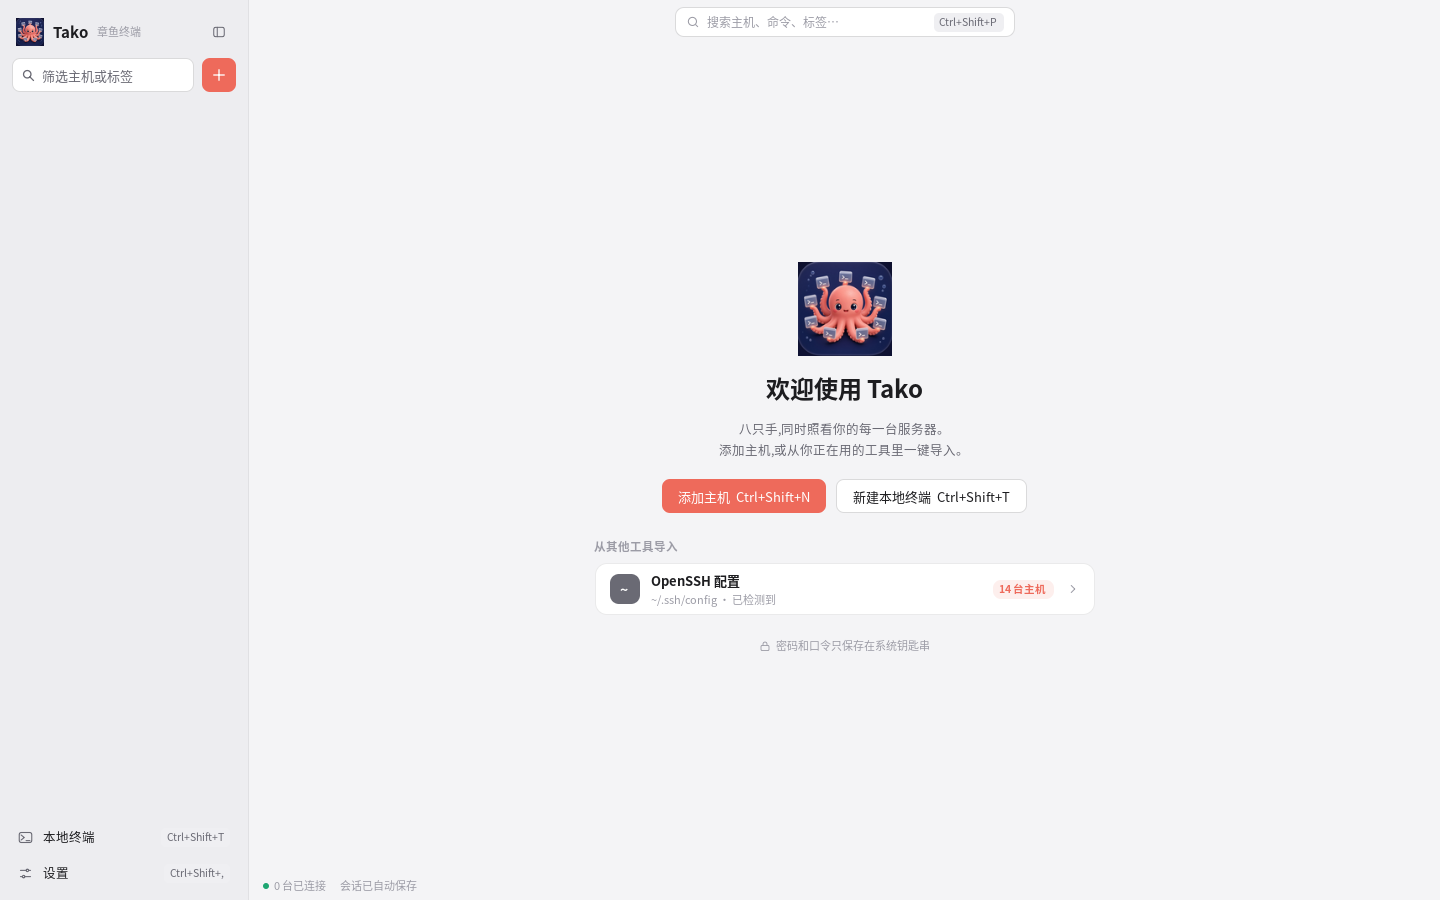 Tako 章鱼终端
筛选主机或标签
搜索主机、命令、标签… Ctrl+Shift+P
欢迎使用 Tako
八只手,同时照看你的每一台服务器。
添加主机,或从你正在用的工具里一键导入。
添加主机 Ctrl+Shift+N
新建本地终端 Ctrl+Shift+T
从其他工具导入
~
OpenSSH 配置
~/.ssh/config · 已检测到
14 台主机
密码和口令只保存在系统钥匙串
本地终端 Ctrl+Shift+T
设置 Ctrl+Shift+,
0 台已连接 会话已自动保存